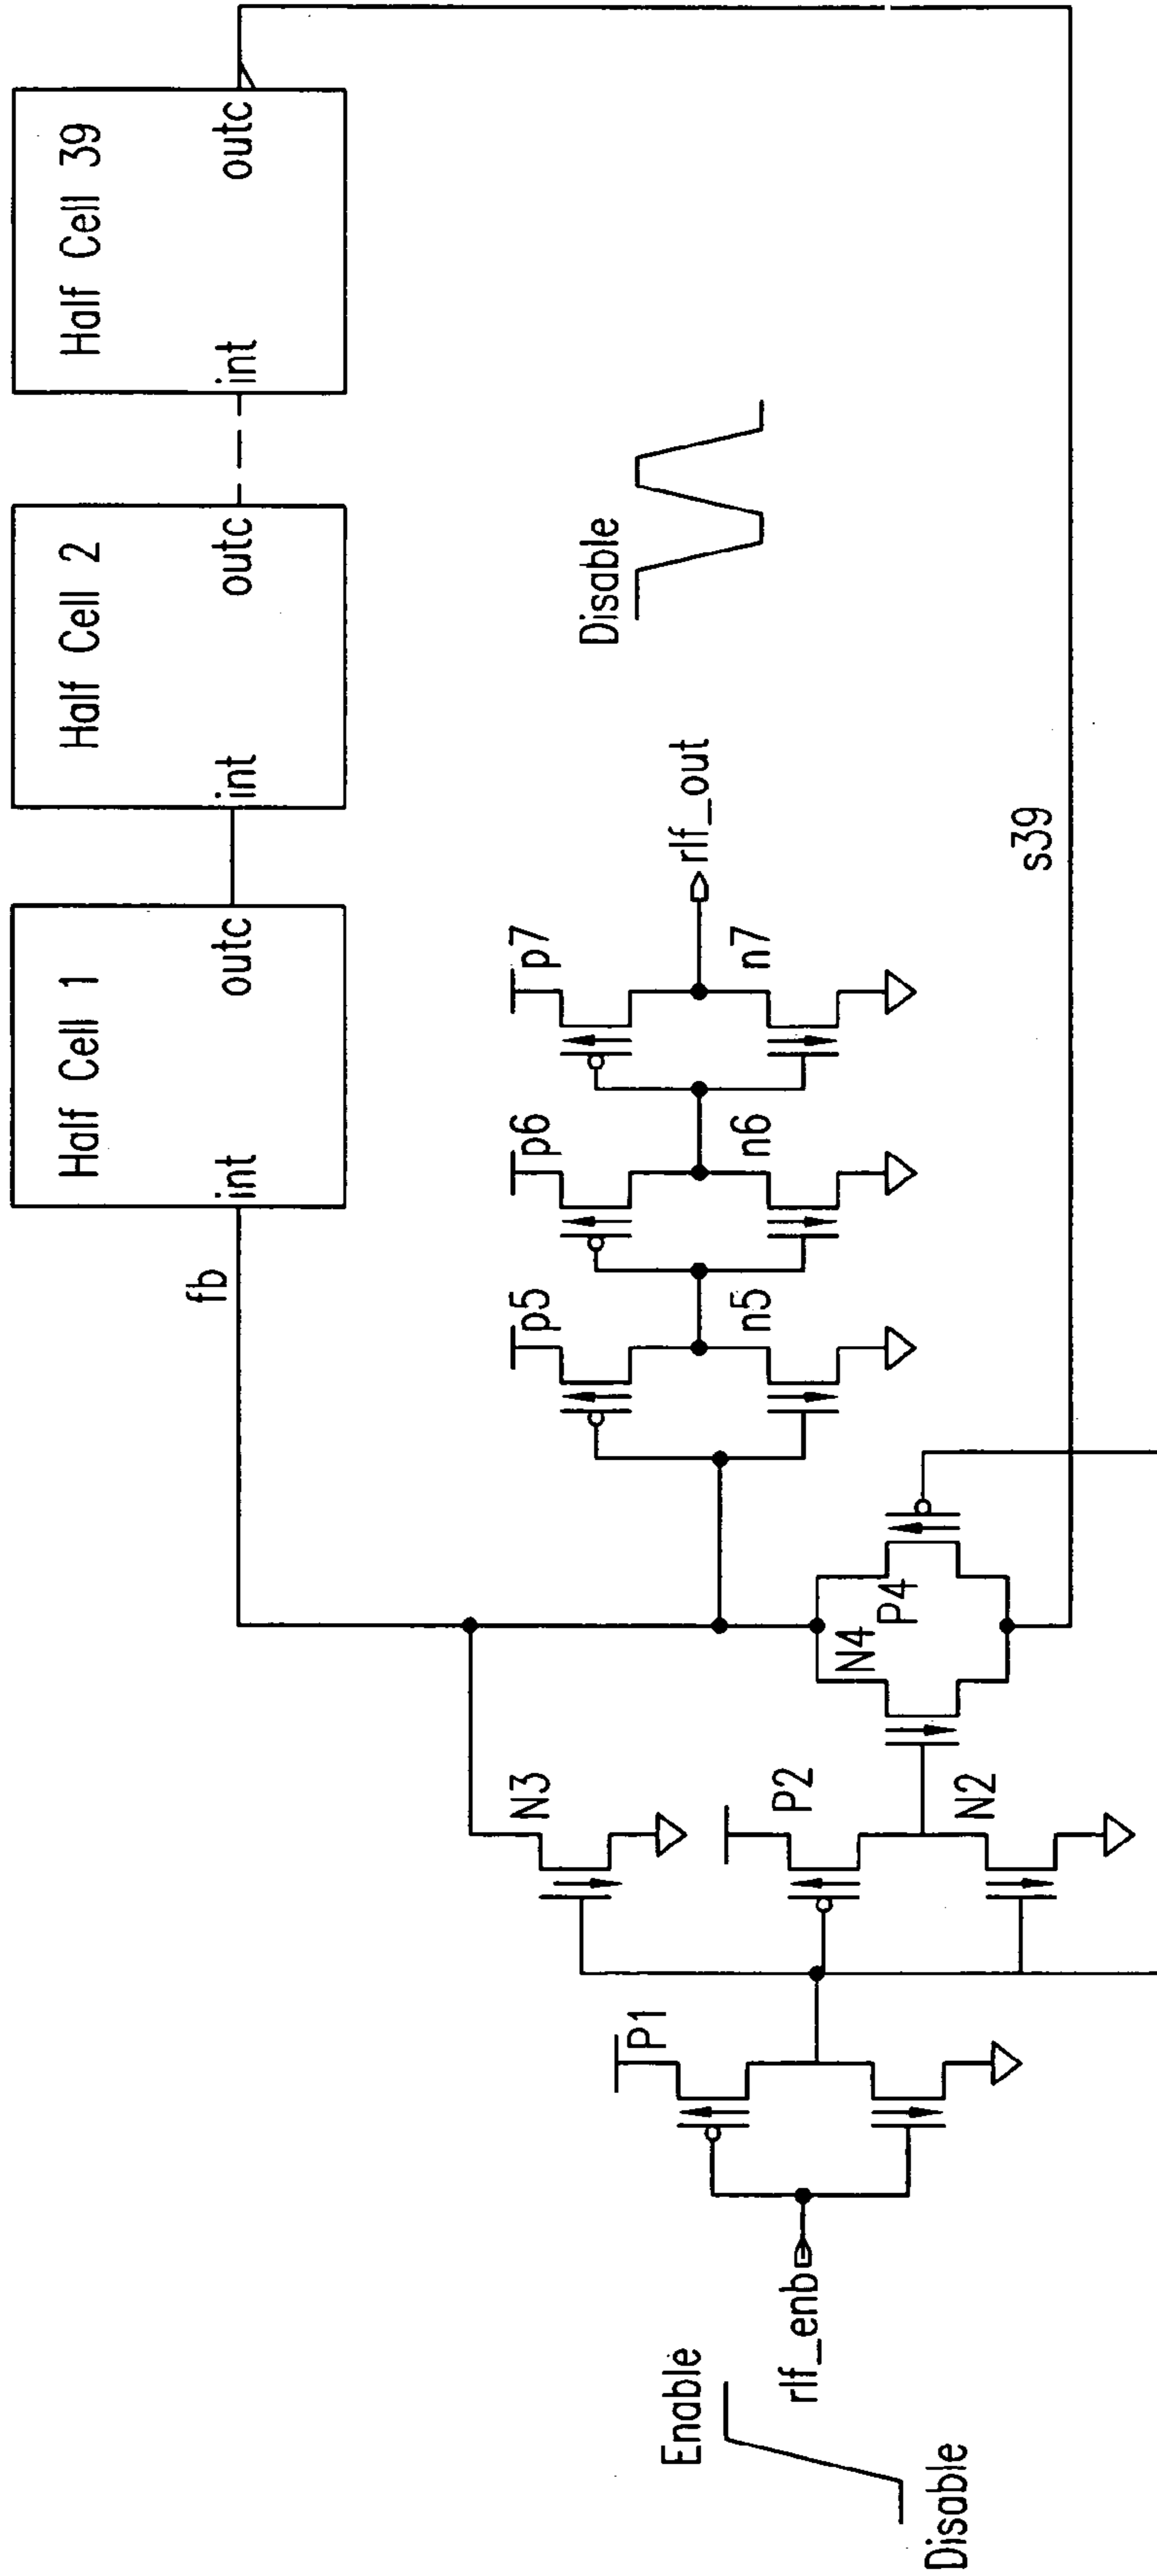 Half Cell 1
int
outc
Half Cell 2
int
outc
Half Cell 39
int
outc
fb
p5
p6
p7
n5
n6
n7
rlf_out
Disable
N3
P1
P2
N2
N4
P4
s39
Enable
rlf_enb
Disable